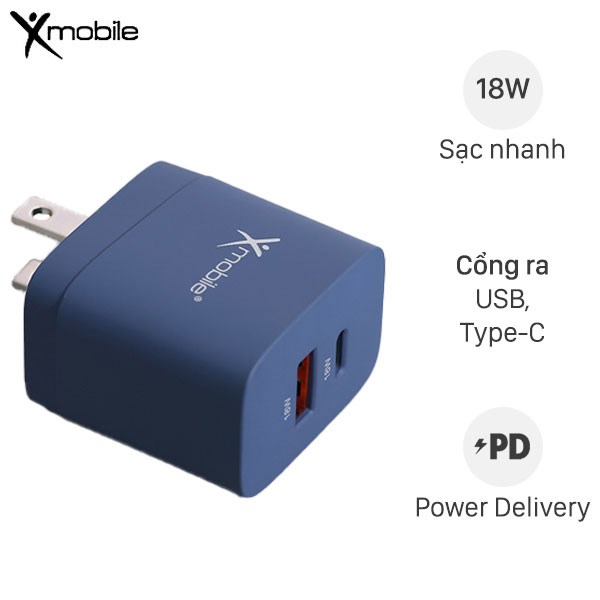 Xmobile
18W
Sạc nhanh
Xmobile®
Cổng ra
USB,
Type-C
18W
18W
PD
Power Delivery